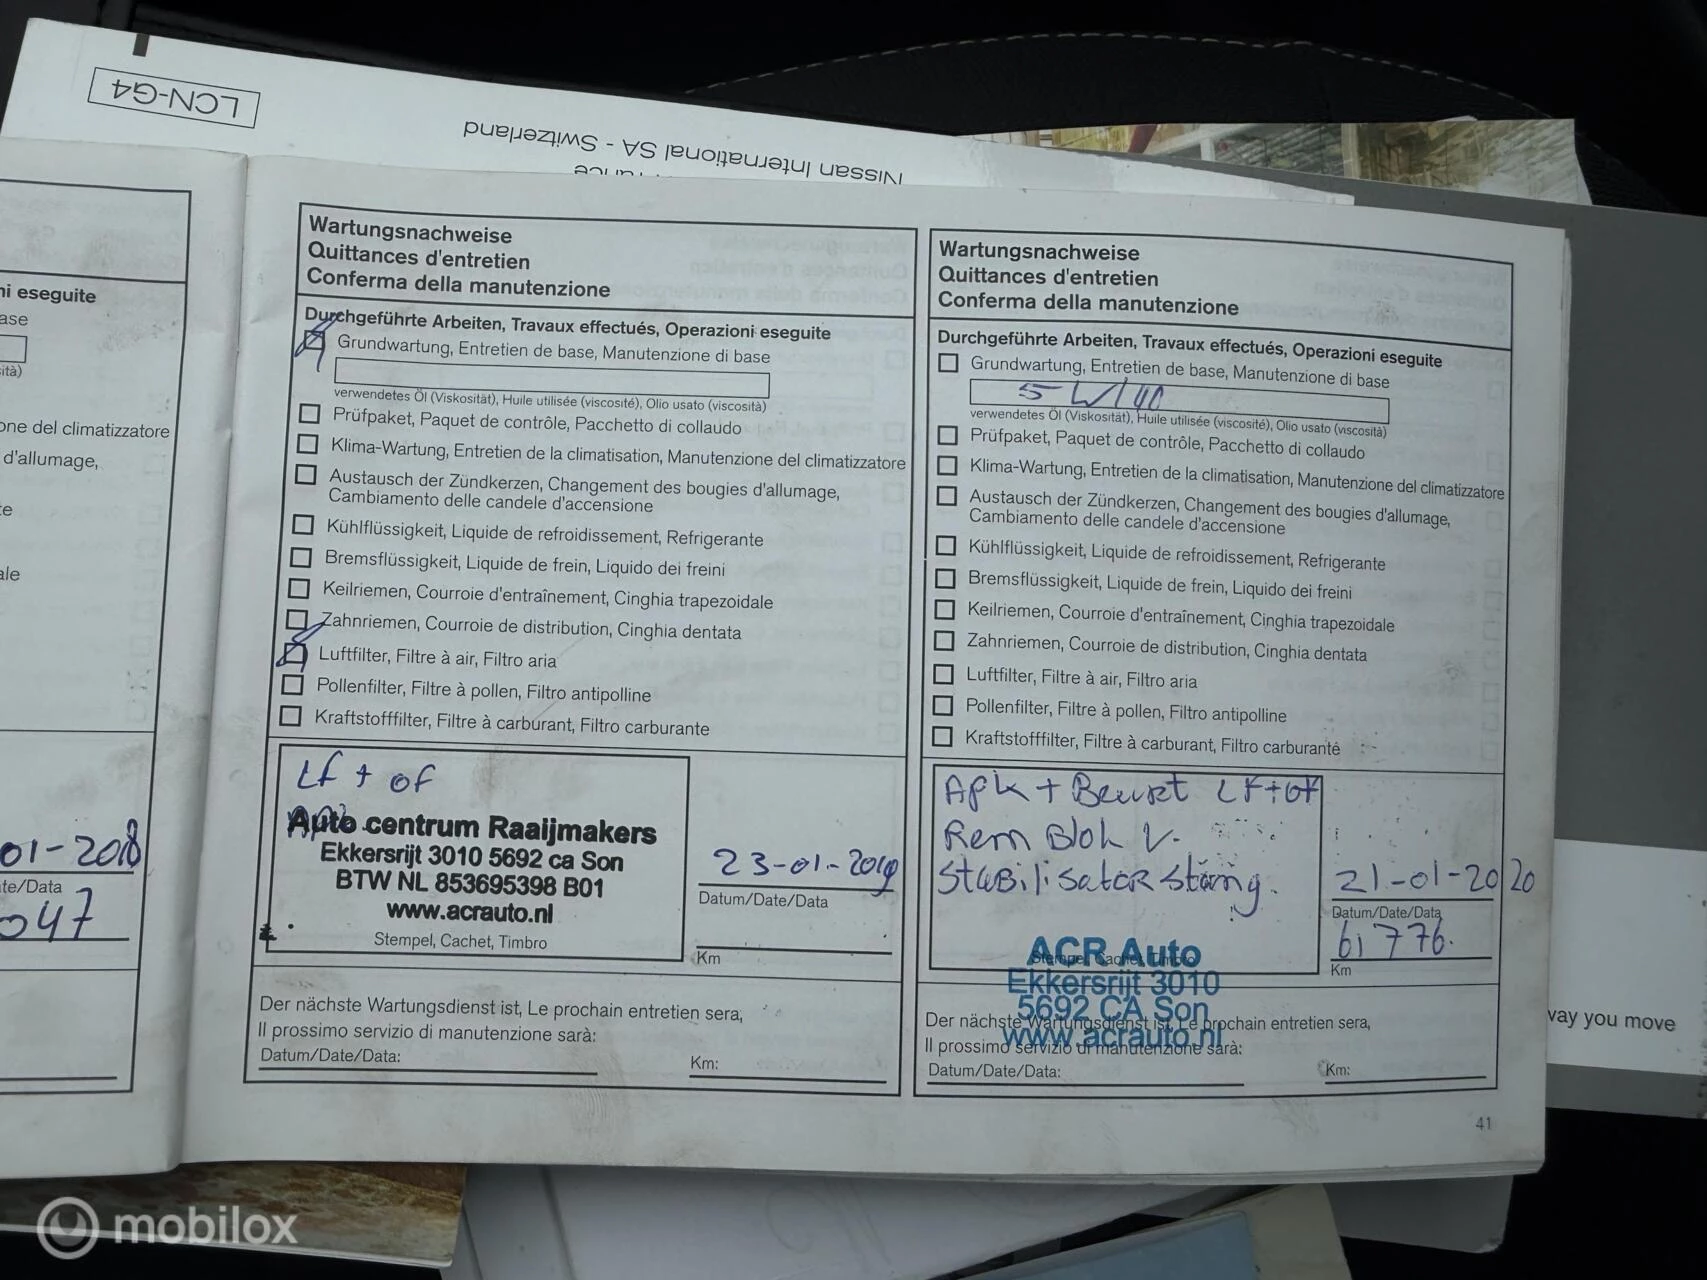 LCN-G4
Nissan International SA - Switzerland
ni eseguite
ase
ità)
one del climatizzatore
d'allumage,
te
ale
01-2018
te/Data
047
Wartungsnachweise
Quittances d'entretien
Conferma della manutenzione
Durchgeführte Arbeiten, Travaux effectués, Operazioni eseguite
Grundwartung, Entretien de base, Manutenzione di base
verwendetes Öl (Viskosität), Huile utilisée (viscosité), Olio usato (viscosità)
Prüfpaket, Paquet de contrôle, Pacchetto di collaudo
Klima-Wartung, Entretien de la climatisation, Manutenzione del climatizzatore
Austausch der Zündkerzen, Changement des bougies d'allumage,
Cambiamento delle candele d'accensione
Kühlflüssigkeit, Liquide de refroidissement, Refrigerante
Bremsflüssigkeit, Liquide de frein, Liquido dei freini
Keilriemen, Courroie d'entraînement, Cinghia trapezoidale
Zahnriemen, Courroie de distribution, Cinghia dentata
Luftfilter, Filtre à air, Filtro aria
Pollenfilter, Filtre à pollen, Filtro antipolline
Kraftstofffilter, Filtre à carburant, Filtro carburante
LF + OF
Auto centrum Raaijmakers
Ekkersrijt 3010 5692 ca Son
BTW NL 853695398 B01
www.acrauto.nl
Stempel, Cachet, Timbro
23-01-2019
Datum/Date/Data
Km
Der nächste Wartungsdienst ist, Le prochain entretien sera,
Il prossimo servizio di manutenzione sarà:
Datum/Date/Data:
Km:
Wartungsnachweise
Quittances d'entretien
Conferma della manutenzione
Durchgeführte Arbeiten, Travaux effectués, Operazioni eseguite
Grundwartung, Entretien de base, Manutenzione di base
5W/40
verwendetes Öl (Viskosität), Huile utilisée (viscosité), Olio usato (viscosità)
Prüfpaket, Paquet de contrôle, Pacchetto di collaudo
Klima-Wartung, Entretien de la climatisation, Manutenzione del climatizzatore
Austausch der Zündkerzen, Changement des bougies d'allumage,
Cambiamento delle candele d'accensione
Kühlflüssigkeit, Liquide de refroidissement, Refrigerante
Bremsflüssigkeit, Liquide de frein, Liquido dei freini
Keilriemen, Courroie d'entraînement, Cinghia trapezoidale
Zahnriemen, Courroie de distribution, Cinghia dentata
Luftfilter, Filtre à air, Filtro aria
Pollenfilter, Filtre à pollen, Filtro antipolline
Kraftstofffilter, Filtre à carburant, Filtro carburante
Apk + Beurt LF+OF
Rem Blok V.
Stabilisator stang.
21-01-2020
Datum/Date/Data
61776.
Km
ACR Auto
Stempel, Cachet, Timbro
Ekkersrijt 3010
5692 CA Son
www.acrauto.nl
Der nächste Wartungsdienst ist, Le prochain entretien sera,
Il prossimo servizio di manutenzione sarà:
Datum/Date/Data:
Km:
41
way you move
mobilox